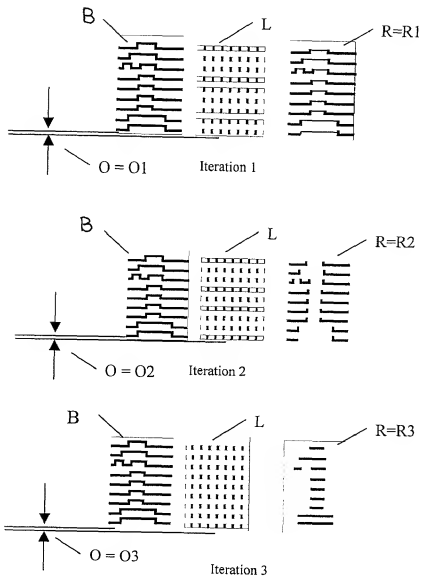 B
L
R=R1
O = O1
Iteration 1
B
L
R=R2
O = O2
Iteration 2
B
L
R=R3
O = O3
Iteration 3